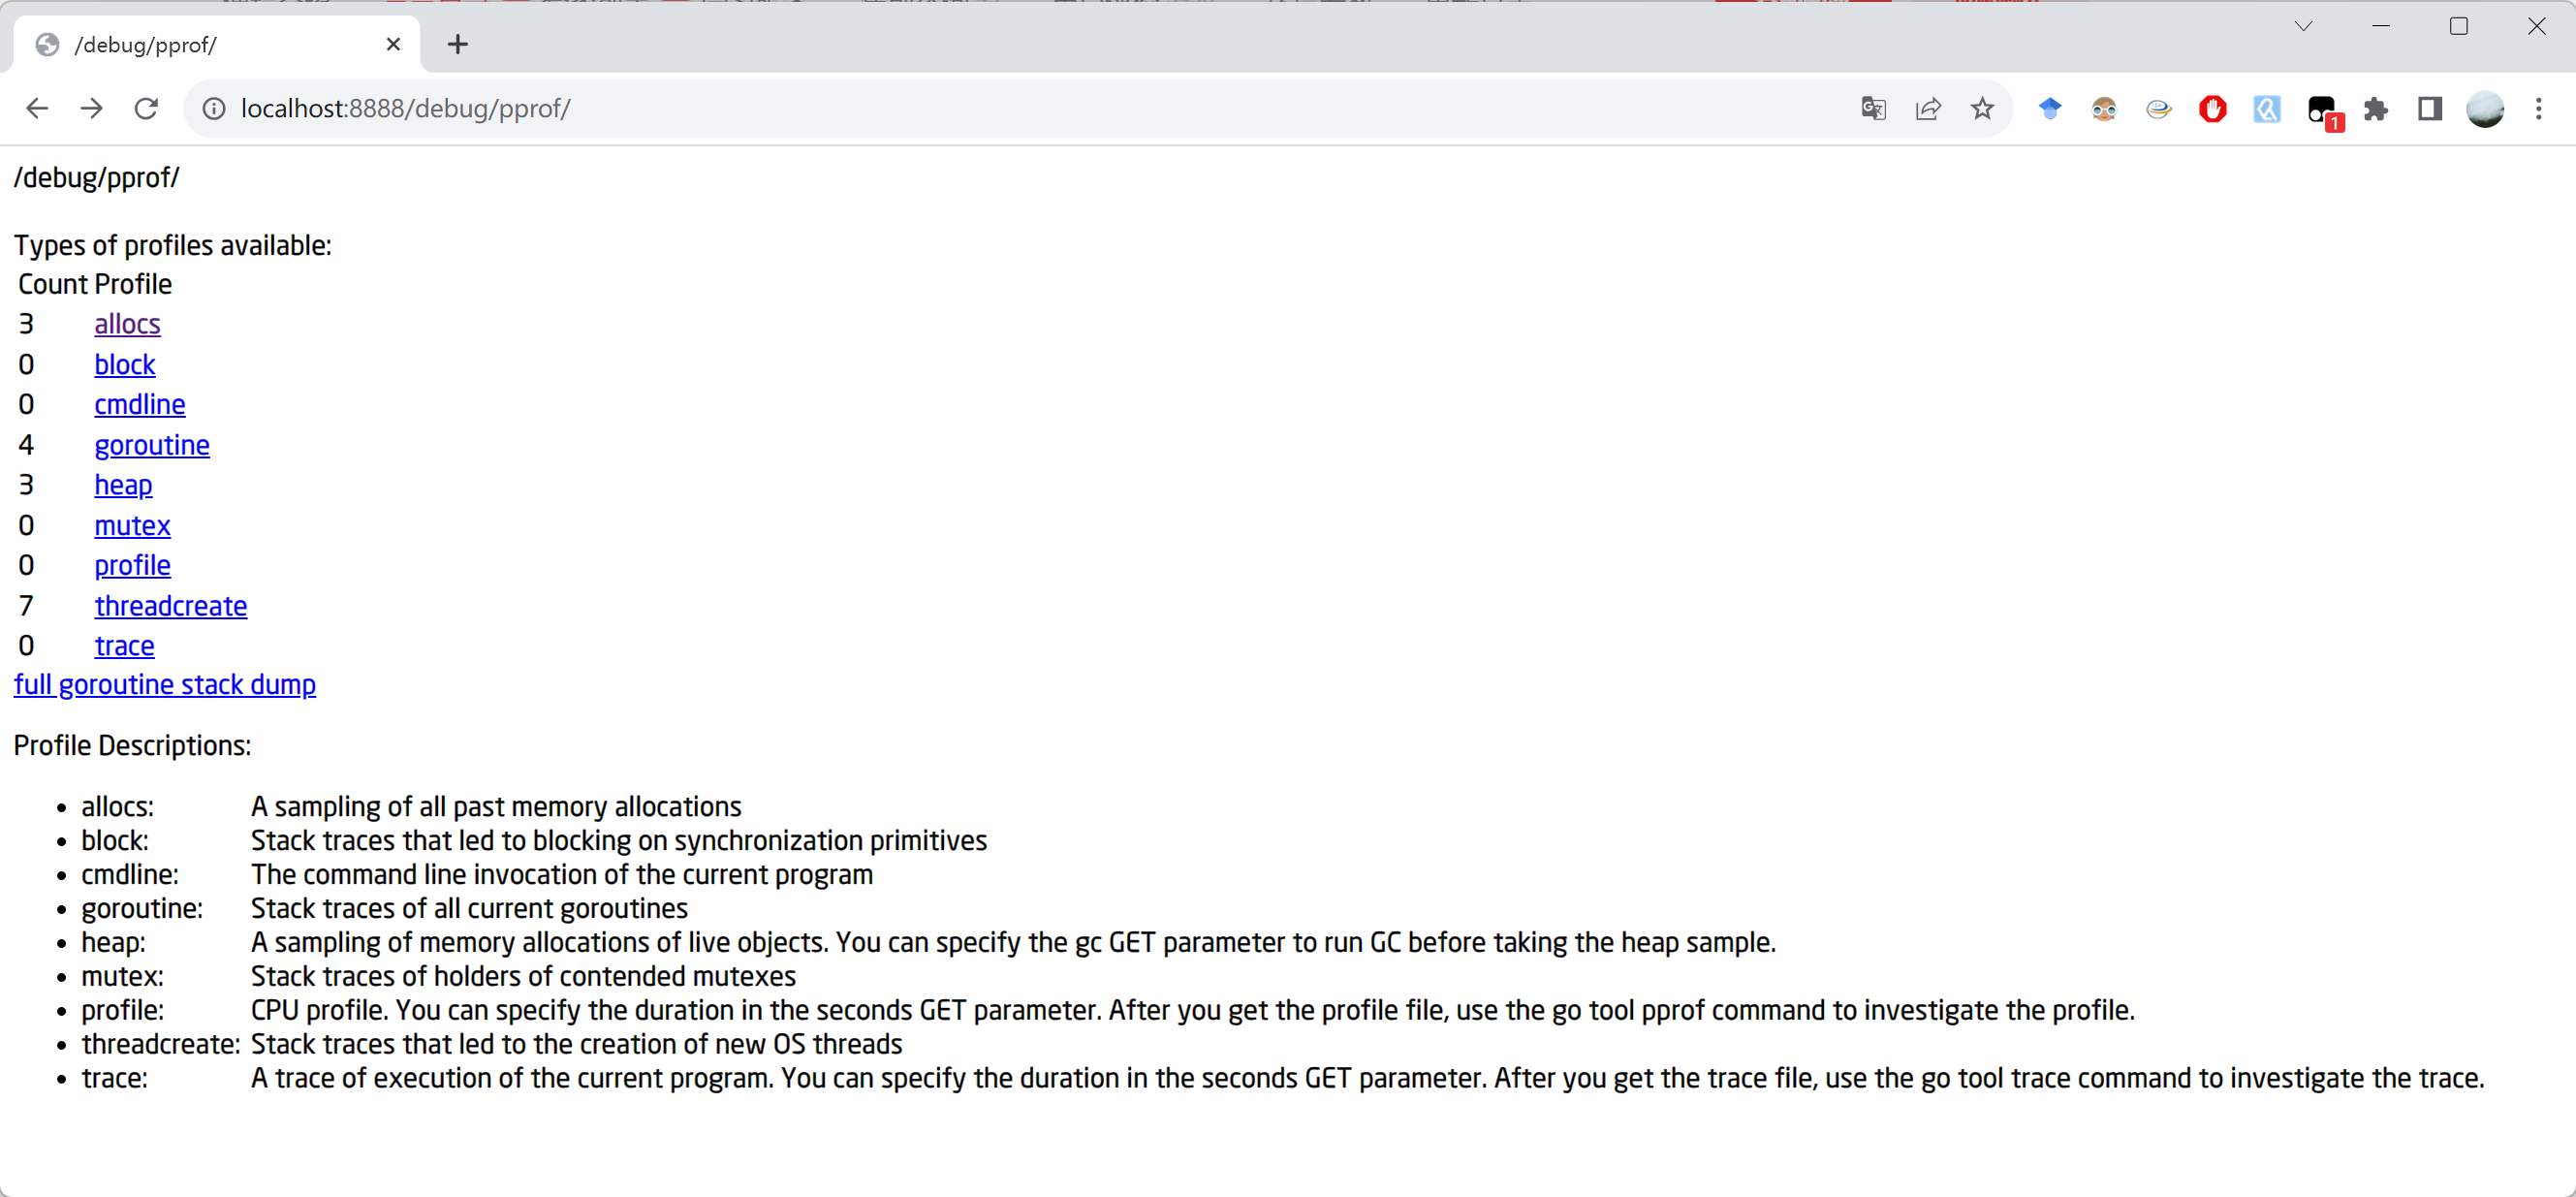 /debug/pprof/
localhost:8888/debug/pprof/
1
/debug/pprof/
Types of profiles available:
Count Profile
3 allocs
0 block
0 cmdline
4 goroutine
3 heap
0 mutex
0 profile
7 threadcreate
0 trace
full goroutine stack dump
Profile Descriptions:
• allocs: A sampling of all past memory allocations
• block: Stack traces that led to blocking on synchronization primitives
• cmdline: The command line invocation of the current program
• goroutine: Stack traces of all current goroutines
• heap: A sampling of memory allocations of live objects. You can specify the gc GET parameter to run GC before taking the heap sample.
• mutex: Stack traces of holders of contended mutexes
• profile: CPU profile. You can specify the duration in the seconds GET parameter. After you get the profile file, use the go tool pprof command to investigate the profile.
• threadcreate: Stack traces that led to the creation of new OS threads
• trace: A trace of execution of the current program. You can specify the duration in the seconds GET parameter. After you get the trace file, use the go tool trace command to investigate the trace.